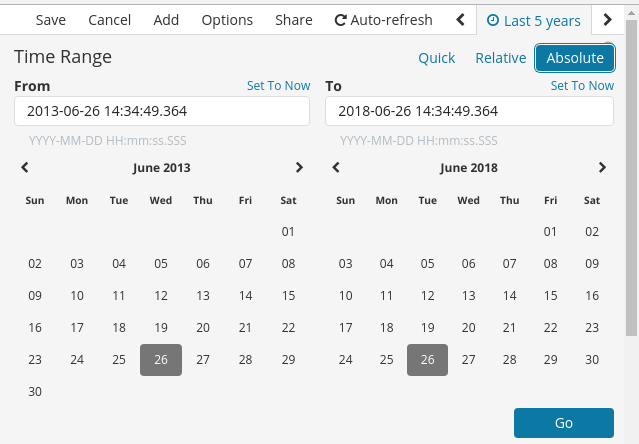 Save Cancel Add Options Share Auto-refresh Last 5 years
Time Range Quick Relative Absolute
From Set To Now To Set To Now
2013-06-26 14:34:49.364 2018-06-26 14:34:49.364
YYYY-MM-DD HH:mm:ss.SSS YYYY-MM-DD HH:mm:ss.SSS
June 2013 June 2018
Sun Mon Tue Wed Thu Fri Sat Sun Mon Tue Wed Thu Fri Sat
01 01 02
02 03 04 05 06 07 08 03 04 05 06 07 08 09
09 10 11 12 13 14 15 10 11 12 13 14 15 16
16 17 18 19 20 21 22 17 18 19 20 21 22 23
23 24 25 26 27 28 29 24 25 26 27 28 29 30
30
Go